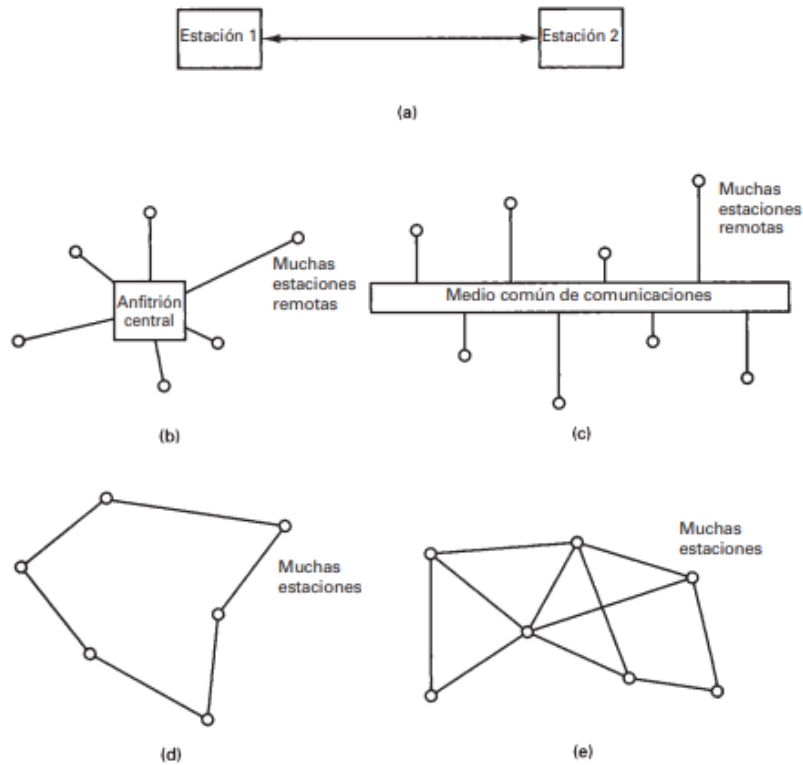 Estación 1
Estación 2
(a)
Muchas
estaciones
remotas
Anfitrión
central
(b)
Muchas
estaciones
remotas
Medio común de comunicaciones
(c)
Muchas
estaciones
(d)
Muchas
estaciones
(e)